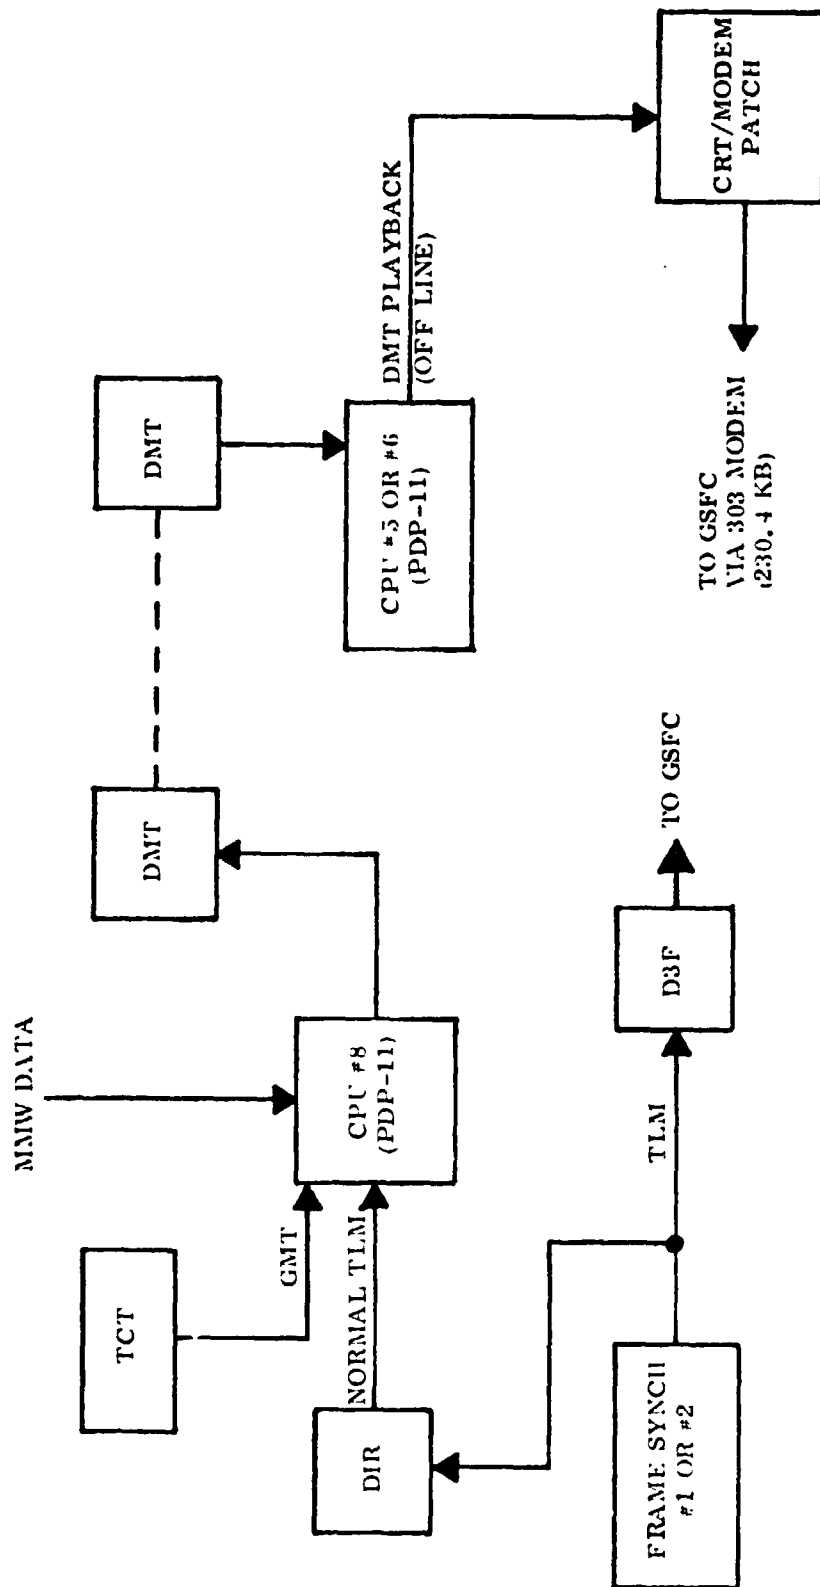 MMW DATA
TCT
GMT
DIR
NORMAL TLM
CPU #8
(PDP-11)
DMT
DMT
CPU #5 OR #6
(PDP-11)
DMT PLAYBACK
(OFF LINE)
CRT/MODEM
PATCH
TO GSFC
VIA 303 MODEM
(230.4 KB)
FRAME SYNCH
#1 OR #2
TLM
D3F
TO GSFC